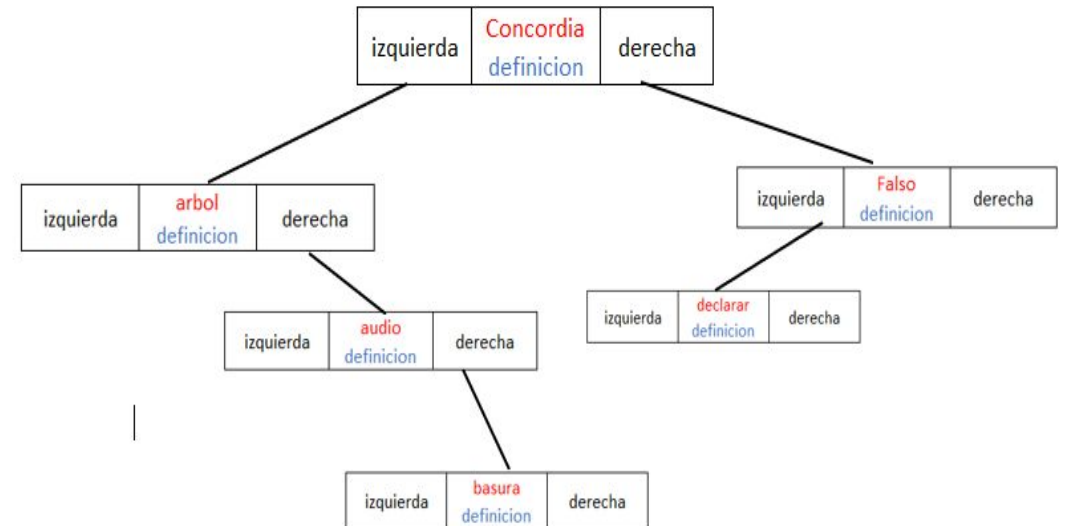 izquierda
Concordia
definicion
derecha
izquierda
arbol
definicion
derecha
izquierda
Falso
definicion
derecha
izquierda
audio
definicion
derecha
izquierda
declarar
definicion
derecha
izquierda
basura
definicion
derecha